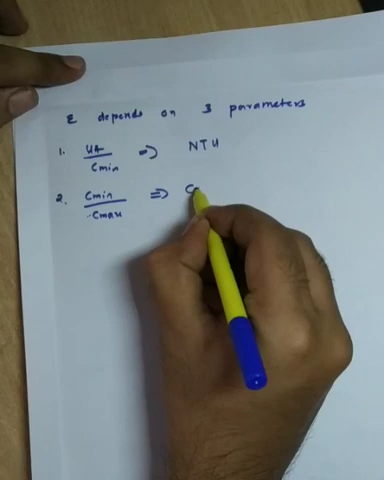 ε depends on 3 parameters
1. UA / Cmin => NTU
2. Cmin / Cmax => C